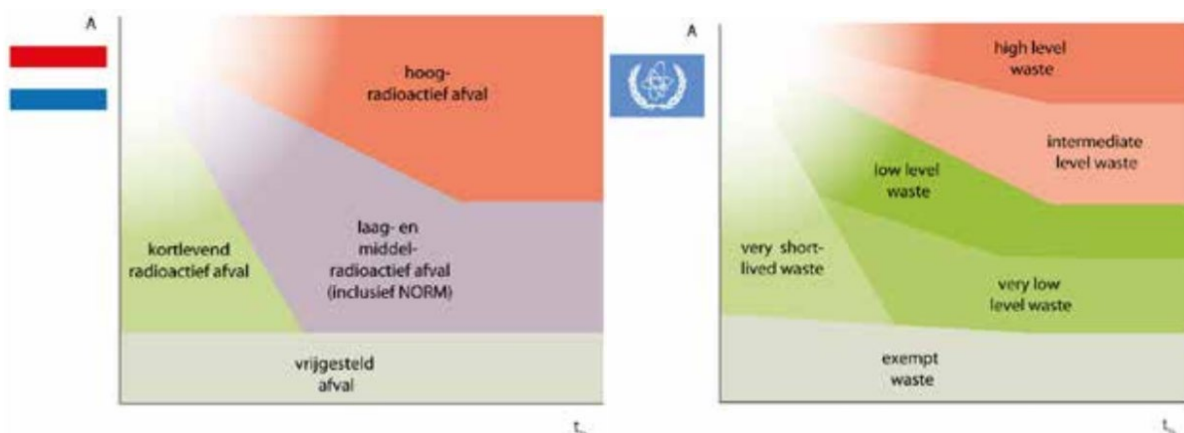 A
hoog-
radioactief afval
laag- en
middel-
radioactief afval
(inclusief NORM)
kortlevend
radioactief afval
vrijgesteld
afval
A
high level
waste
intermediate
level waste
low level
waste
very short-
lived waste
very low
level waste
exempt
waste